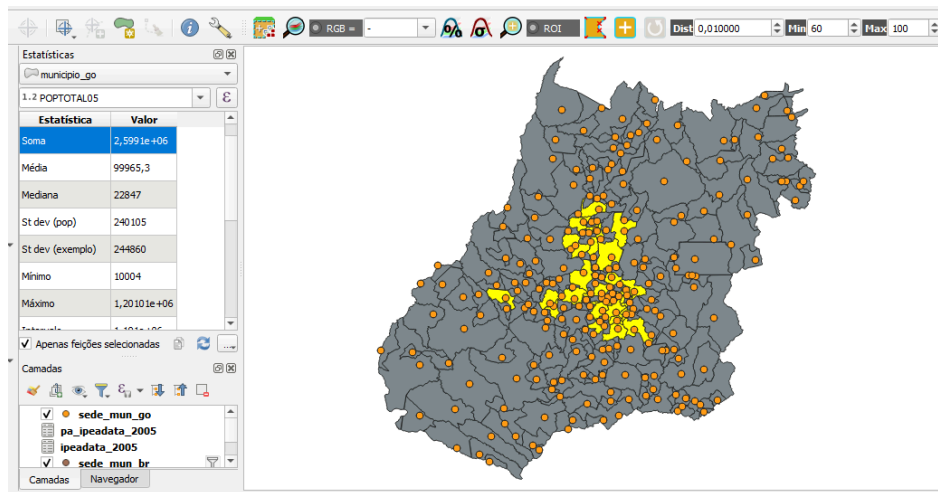 RGB = -
ROI
Dist 0,010000
Min 60
Max 100
Estatísticas
municipio_go
1.2 POPTOTAL05
ε
Estatística Valor
Soma 2,5991e+06
Média 99965,3
Mediana 22847
St dev (pop) 240105
St dev (exemplo) 244860
Mínimo 10004
Máximo 1,20101e+06
Apenas feições selecionadas
...
Camadas
sede_mun_go
pa_ipeadata_2005
ipeadata_2005
sede_mun_br
Camadas Navegador